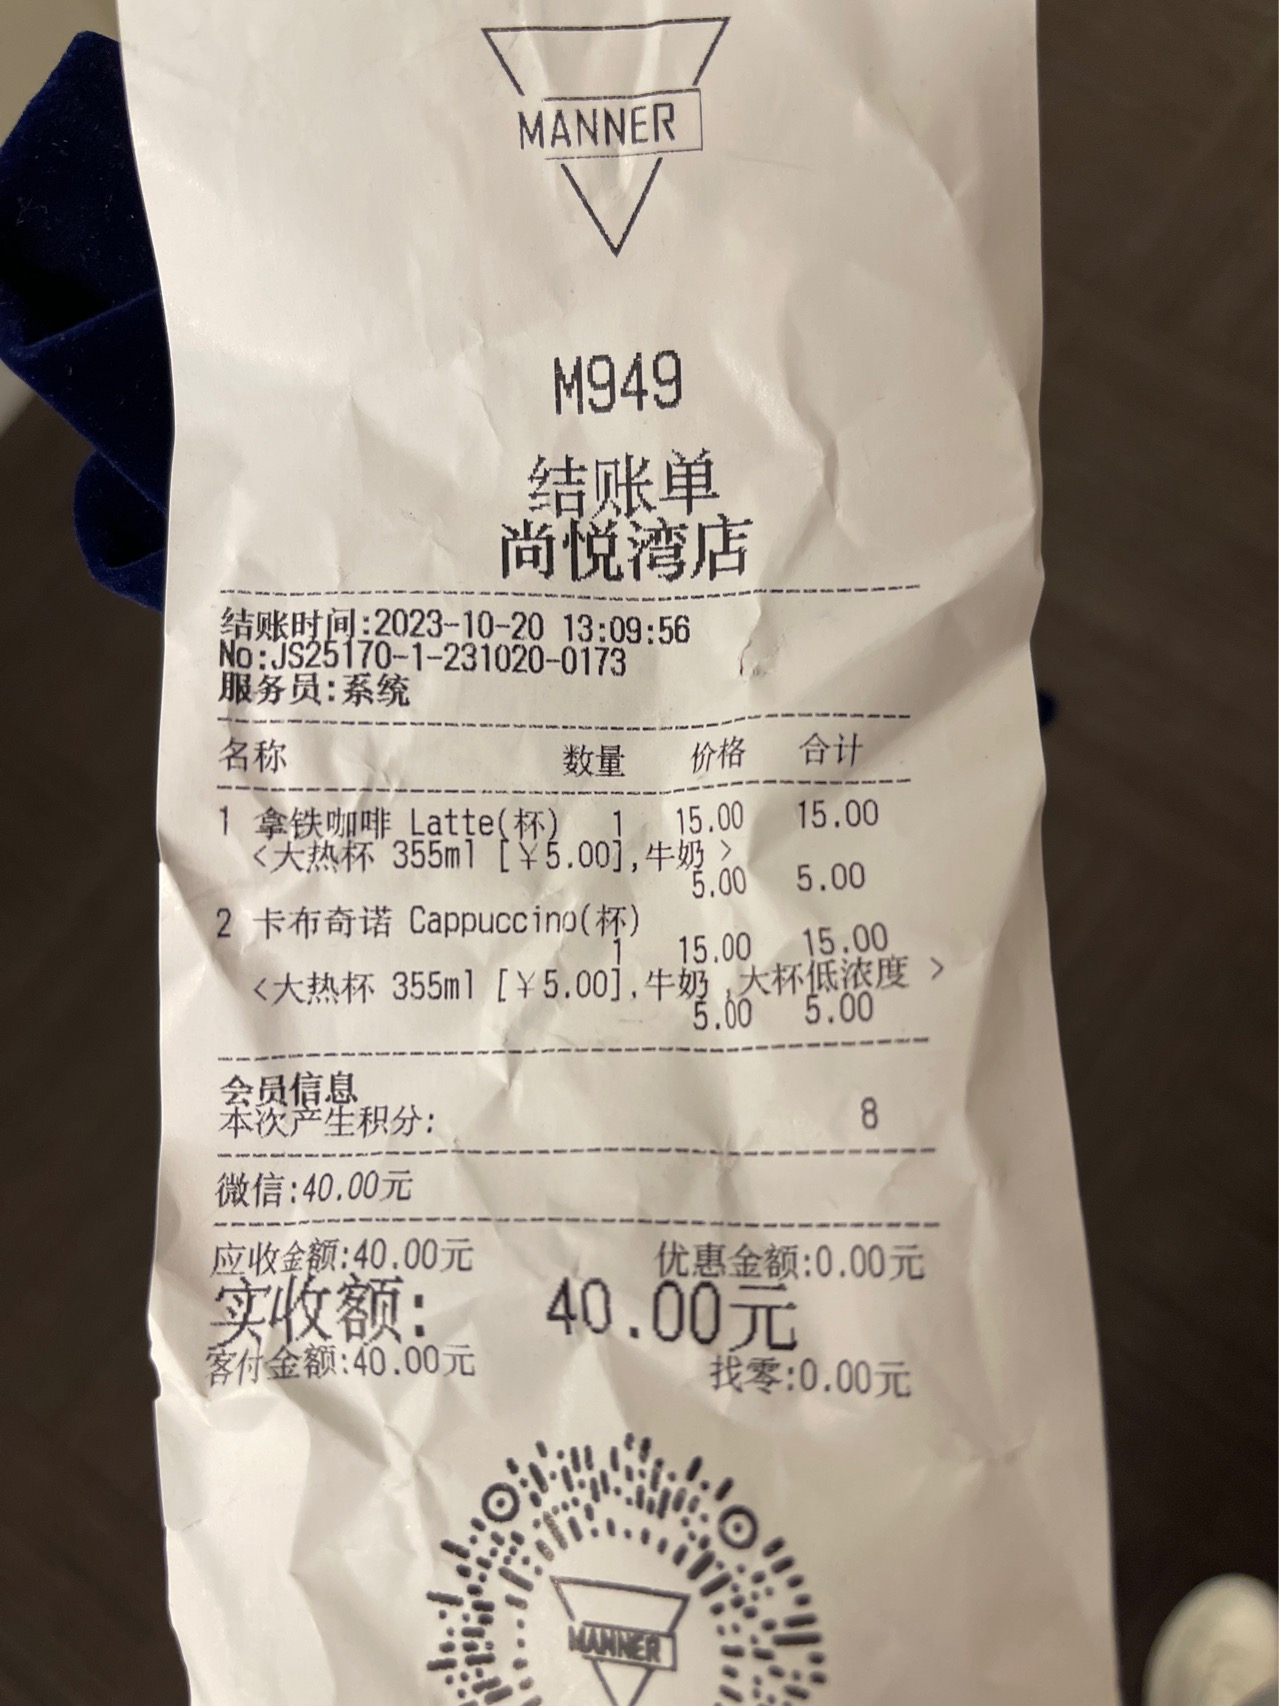 MANNER
M949
结账单
尚悦湾店
结账时间:2023-10-20 13:09:56
No:JS25170-1-231020-0173
服务员:系统
名称 数量 价格 合计
1 拿铁咖啡 Latte(杯) 1 15.00 15.00
<大热杯 355ml [¥5.00],牛奶 >
5.00 5.00
2 卡布奇诺 Cappuccino(杯)
1 15.00 15.00
<大热杯 355ml [¥5.00],牛奶 ,大杯低浓度 >
5.00 5.00
会员信息
本次产生积分: 8
微信:40.00元
应收金额:40.00元 优惠金额:0.00元
实收额: 40.00元
客付金额:40.00元 找零:0.00元
MANNER